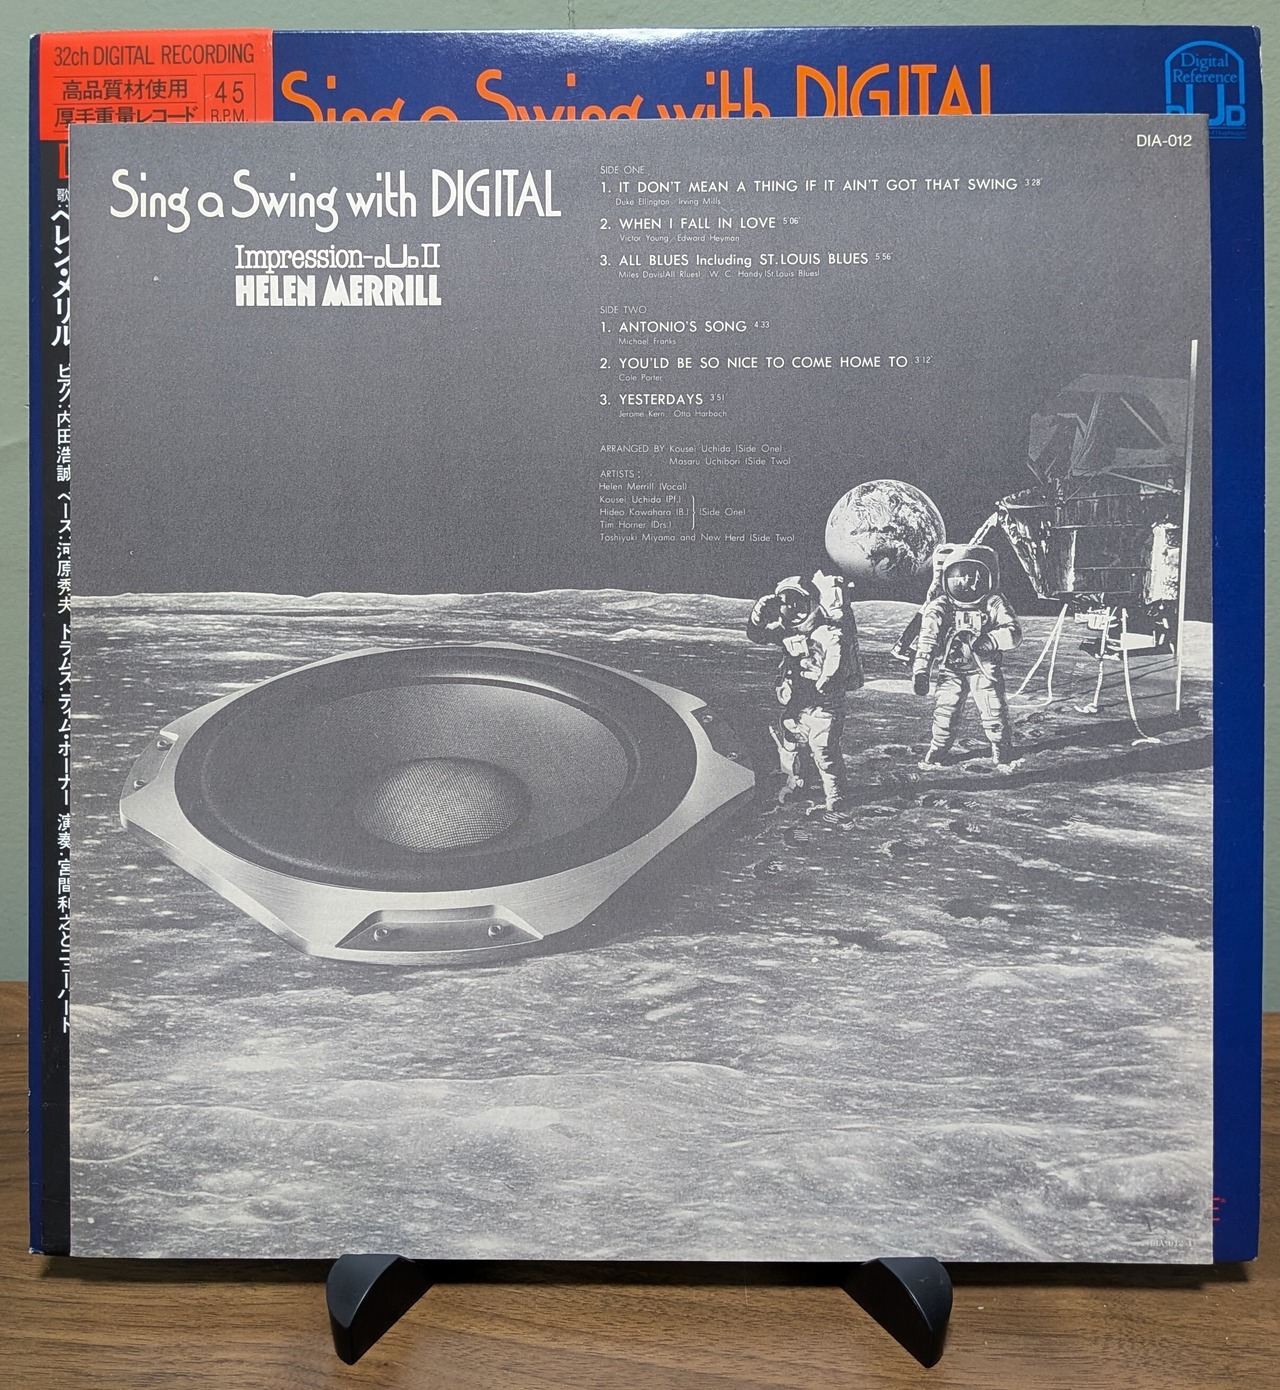 32ch DIGITAL RECORDING
高品質材使用
厚手重量レコード
45
R.P.M.
Sing a Swing with DIGITAL
Digital
Reference
DUD
歌:ヘレン・メリル
ピアノ:内田浩誠 ベース:河原秀夫 ドラムス:ティム・ホーナー 演奏:宮間利之とニューハード
DIA-012
Sing a Swing with DIGITAL
Impression-DUD II
HELEN MERRILL
SIDE ONE
1. IT DON'T MEAN A THING IF IT AIN'T GOT THAT SWING 3'28"
Duke Ellington, Irving Mills
2. WHEN I FALL IN LOVE 5'06"
Victor Young, Edward Heyman
3. ALL BLUES Including ST.LOUIS BLUES 5'56"
Miles Davis(All Blues), W. C. Handy(St.Louis Blues)
SIDE TWO
1. ANTONIO'S SONG 4'33"
Michael Franks
2. YOU'LD BE SO NICE TO COME HOME TO 3'12"
Cole Porter
3. YESTERDAYS 3'51"
Jerome Kern, Otto Harbach
ARRANGED BY Kousei Uchida (Side One)
Masaru Uchibori (Side Two)
ARTISTS:
Helen Merrill (Vocal)
Kousei Uchida (Pf.)
Hideo Kawahara (B.) (Side One)
Tim Horner (Drs.)
Toshiyuki Miyama and New Herd (Side Two)